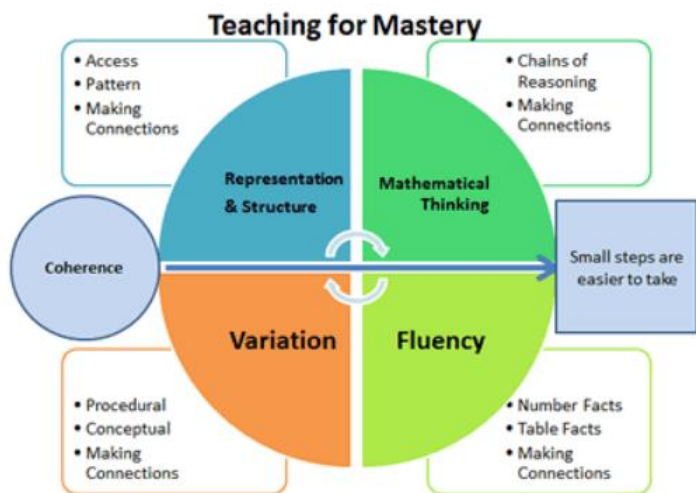 Teaching for Mastery
• Access
• Pattern
• Making
Connections
• Chains of
Reasoning
• Making
Connections
Representation
& Structure
Mathematical
Thinking
Coherence
Small steps are
easier to take
Variation
Fluency
• Procedural
• Conceptual
• Making
Connections
• Number Facts
• Table Facts
• Making
Connections